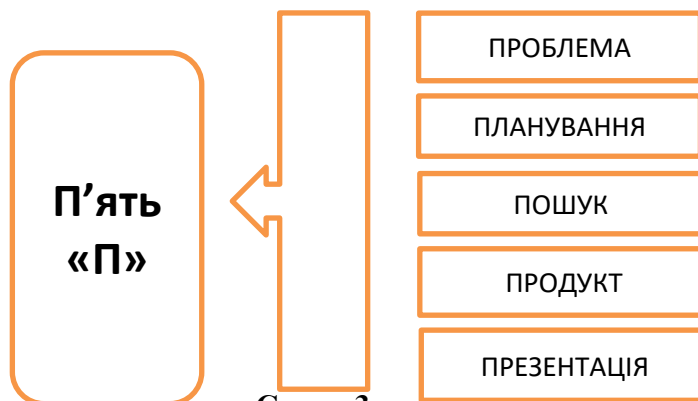 П’ять
«П»
ПРОБЛЕМА
ПЛАНУВАННЯ
ПОШУК
ПРОДУКТ
ПРЕЗЕНТАЦІЯ